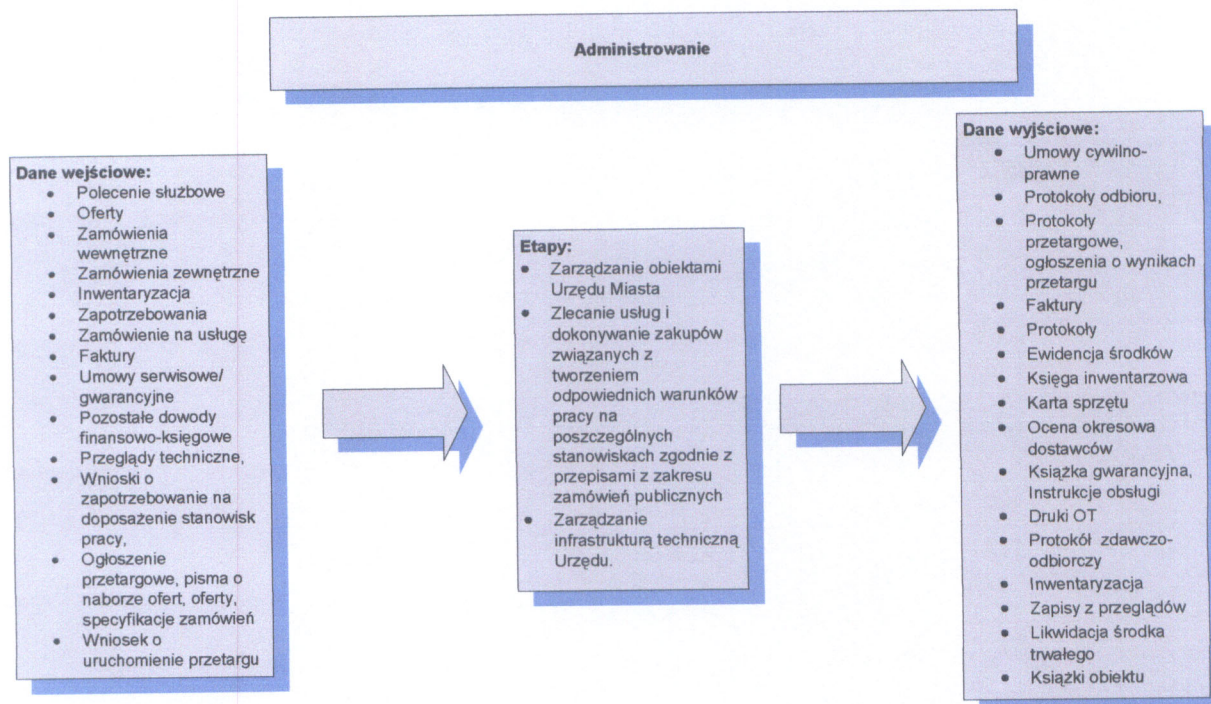 Administrowanie
Dane wejściowe:
• Polecenie służbowe
• Oferty
• Zamówienia
wewnętrzne
• Zamówienia zewnętrzne
• Inwentaryzacja
• Zapotrzebowania
• Zamówienie na usługę
• Faktury
• Umowy serwisowe/
gwarancyjne
• Pozostałe dowody
finansowo-księgowe
• Przeglądy techniczne,
• Wnioski o
zapotrzebowanie na
doposażenie stanowisk
pracy,
• Ogłoszenie
przetargowe, pisma o
naborze ofert, oferty,
specyfikacje zamówień
• Wniosek o
uruchomienie przetargu
Etapy:
• Zarządzanie obiektami
Urzędu Miasta
• Zlecanie usług i
dokonywanie zakupów
związanych z
tworzeniem
odpowiednich warunków
pracy na
poszczególnych
stanowiskach zgodnie z
przepisami z zakresu
zamówień publicznych
• Zarządzanie
infrastrukturą techniczną
Urzędu.
Dane wyjściowe:
• Umowy cywilno-
prawne
• Protokoły odbioru,
• Protokoły
przetargowe,
ogłoszenia o wynikach
przetargu
• Faktury
• Protokoły
• Ewidencja środków
• Księga inwentarzowa
• Karta sprzętu
• Ocena okresowa
dostawców
• Książka gwarancyjna,
Instrukcje obsługi
• Druki OT
• Protokół zdawczo-
odbiorczy
• Inwentaryzacja
• Zapisy z przeglądów
• Likwidacja środka
trwałego
• Książki obiektu